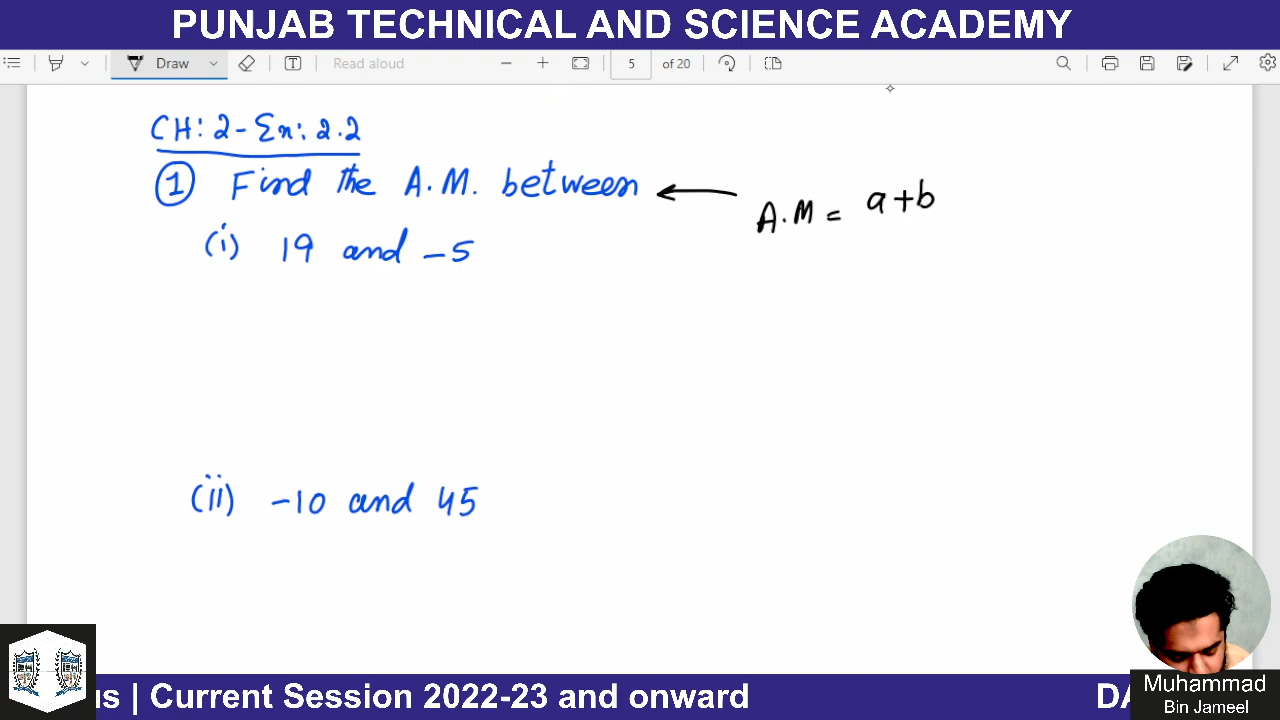 PUNJAB TECHNICAL AND SCIENCE ACADEMY
Draw
Read aloud
5 of 20
CH: 2 - Ex: 2.2
① Find the A.M. between
A.M = a+b
(i) 19 and -5
(ii) -10 and 45
us | Current Session 2022-23 and onward
DA
Muhammad
Bin Jameel